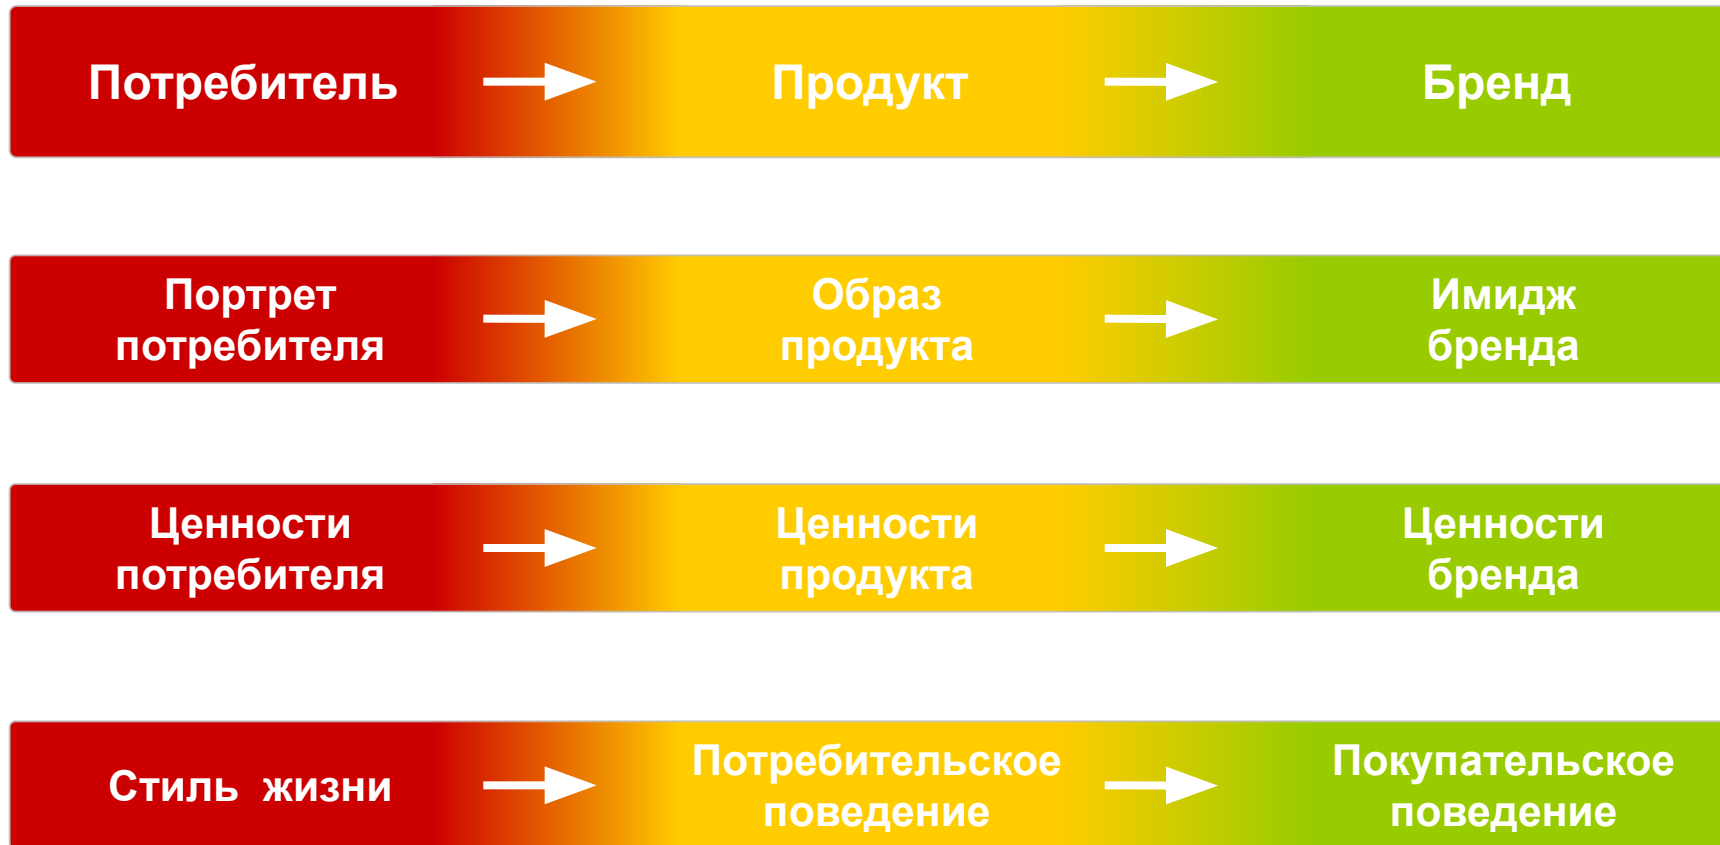 Потребитель Продукт Бренд
Портрет Образ Имидж
потребителя продукта бренда
Ценности Ценности Ценности
потребителя продукта бренда
Стиль жизни Потребительское Покупательское
поведение поведение